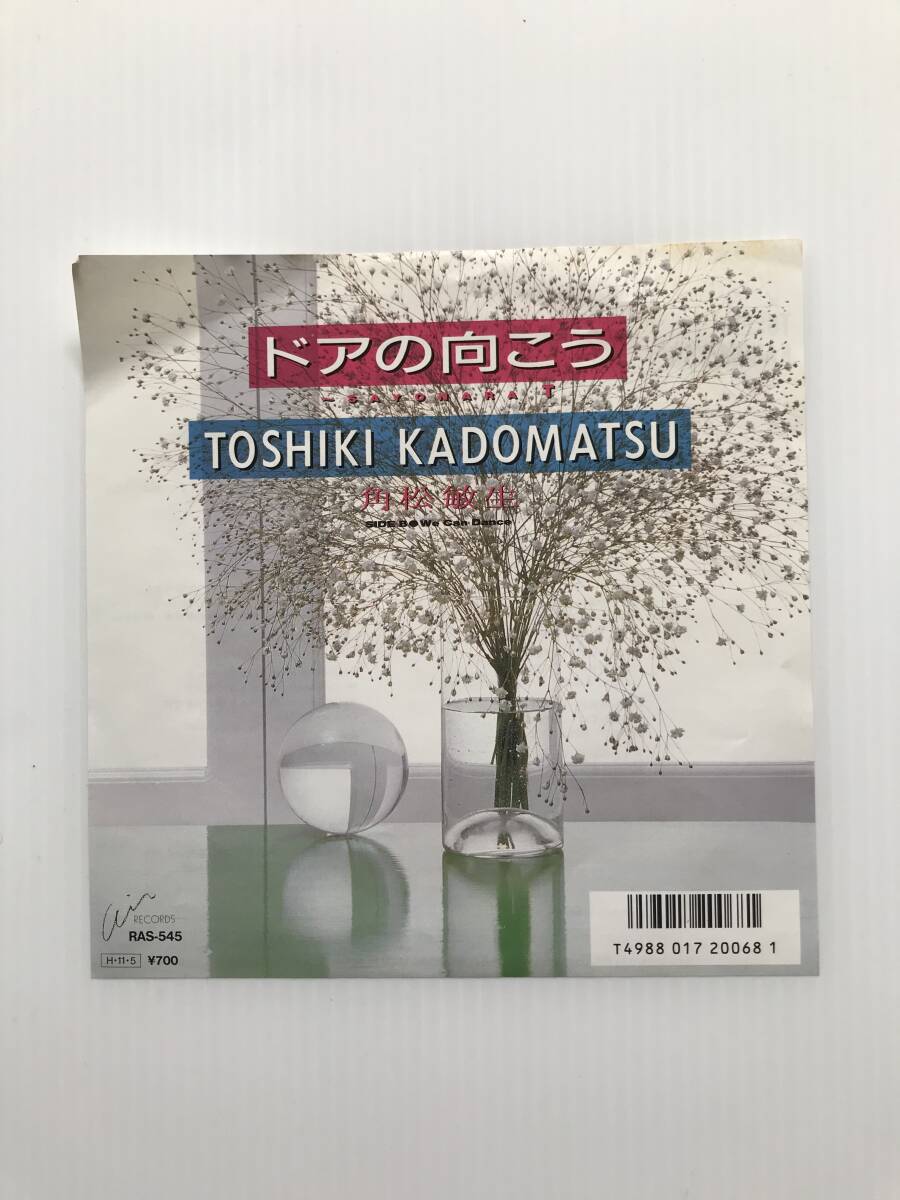 ドアの向こう
－SAYONARA T
TOSHIKI KADOMATSU
角松敏生
SIDE B●We Can Dance
Air RECORDS
RAS-545
H・11・5 ¥700
T4988 017 20068 1